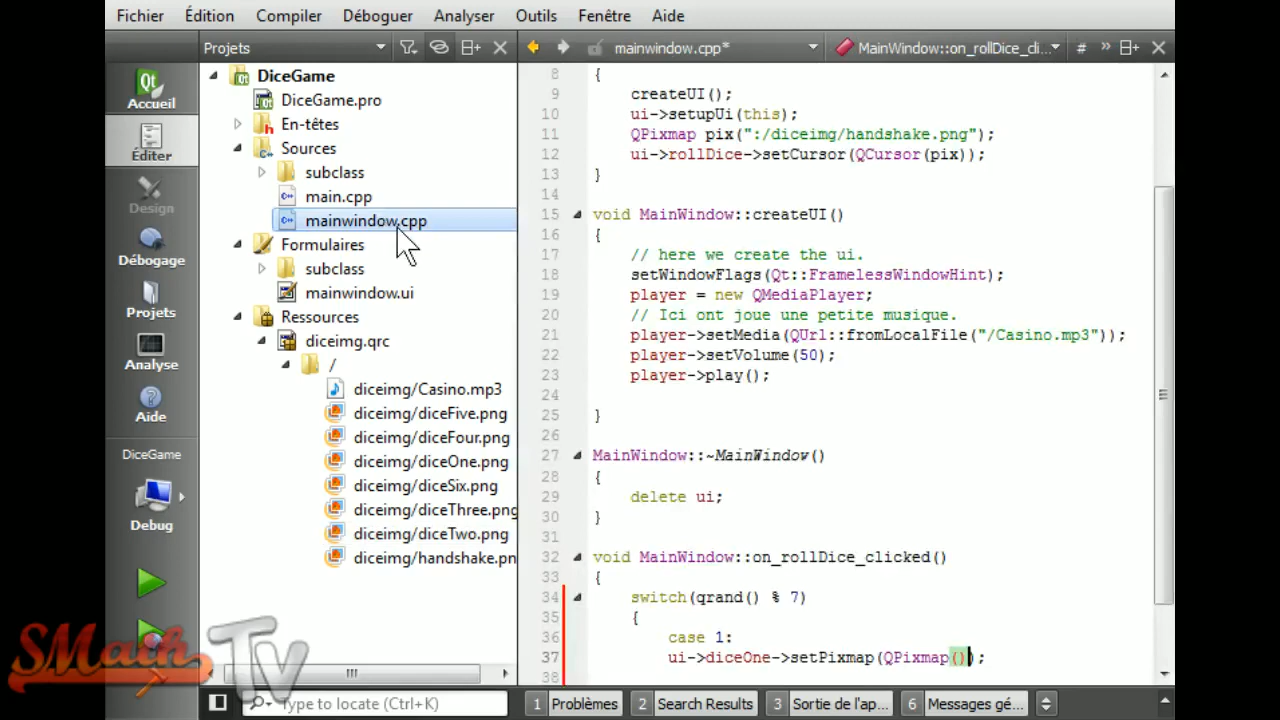 Fichier Édition Compiler Déboguer Analyser Outils Fenêtre Aide
Projets
mainwindow.cpp*
MainWindow::on_rollDice_cli...
#
»
Accueil
Éditer
Design
Débogage
Projets
Analyse
Aide
DiceGame
Debug
DiceGame
DiceGame.pro
En-têtes
Sources
subclass
main.cpp
mainwindow.cpp
Formulaires
subclass
mainwindow.ui
Ressources
diceimg.qrc
/
diceimg/Casino.mp3
diceimg/diceFive.png
diceimg/diceFour.png
diceimg/diceOne.png
diceimg/diceSix.png
diceimg/diceThree.png
diceimg/diceTwo.png
diceimg/handshake.pn
8 {
9 createUI();
10 ui->setupUi(this);
11 QPixmap pix(":/diceimg/handshake.png");
12 ui->rollDice->setCursor(QCursor(pix));
13 }
14
15 void MainWindow::createUI()
16 {
17 // here we create the ui.
18 setWindowFlags(Qt::FramelessWindowHint);
19 player = new QMediaPlayer;
20 // Ici ont joue une petite musique.
21 player->setMedia(QUrl::fromLocalFile("/Casino.mp3"));
22 player->setVolume(50);
23 player->play();
24
25 }
26
27 MainWindow::~MainWindow()
28 {
29 delete ui;
30 }
31
32 void MainWindow::on_rollDice_clicked()
33 {
34 switch(qrand() % 7)
35 {
36 case 1:
37 ui->diceOne->setPixmap(QPixmap());
38
SMath Tv
Type to locate (Ctrl+K)
1 Problèmes 2 Search Results 3 Sortie de l'ap... 6 Messages gé...